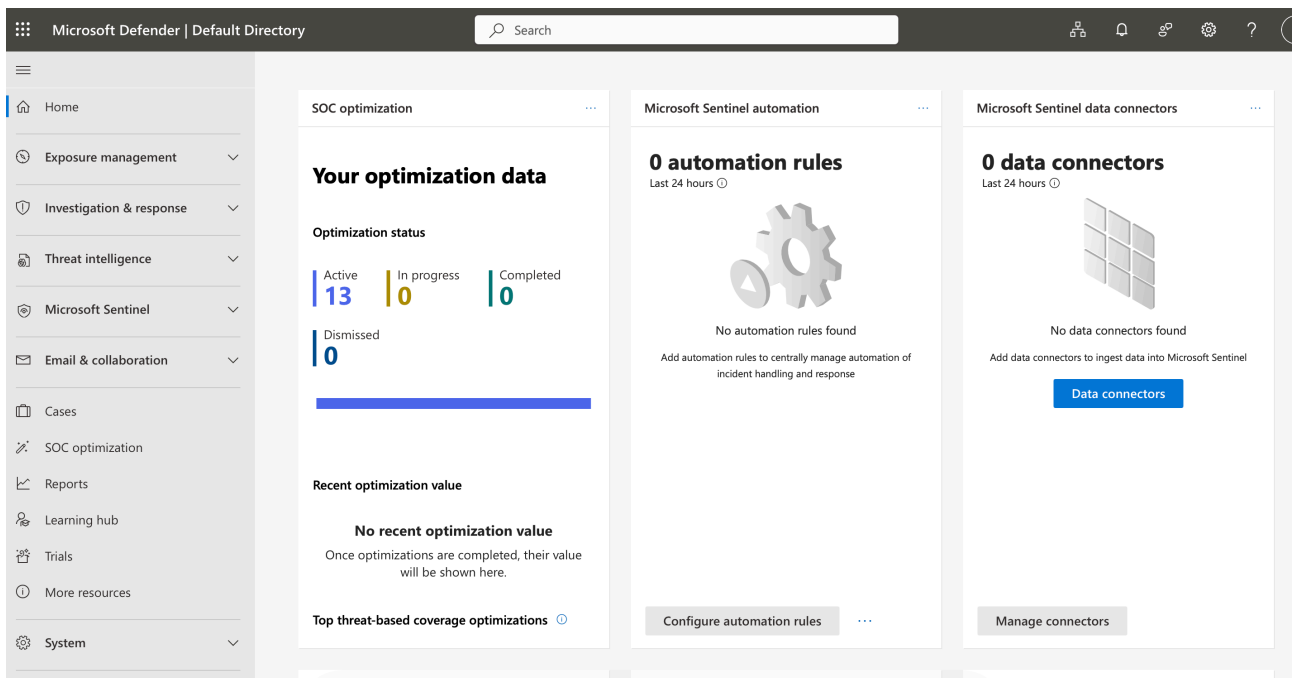 Microsoft Defender | Default Directory
Search
Home
Exposure management
Investigation & response
Threat intelligence
Microsoft Sentinel
Email & collaboration
Cases
SOC optimization
Reports
Learning hub
Trials
More resources
System
SOC optimization
Your optimization data
Optimization status
Active
13
In progress
0
Completed
0
Dismissed
0
Recent optimization value
No recent optimization value
Once optimizations are completed, their value
will be shown here.
Top threat-based coverage optimizations
Microsoft Sentinel automation
0 automation rules
Last 24 hours
No automation rules found
Add automation rules to centrally manage automation of
incident handling and response
Configure automation rules
Microsoft Sentinel data connectors
0 data connectors
Last 24 hours
No data connectors found
Add data connectors to ingest data into Microsoft Sentinel
Data connectors
Manage connectors